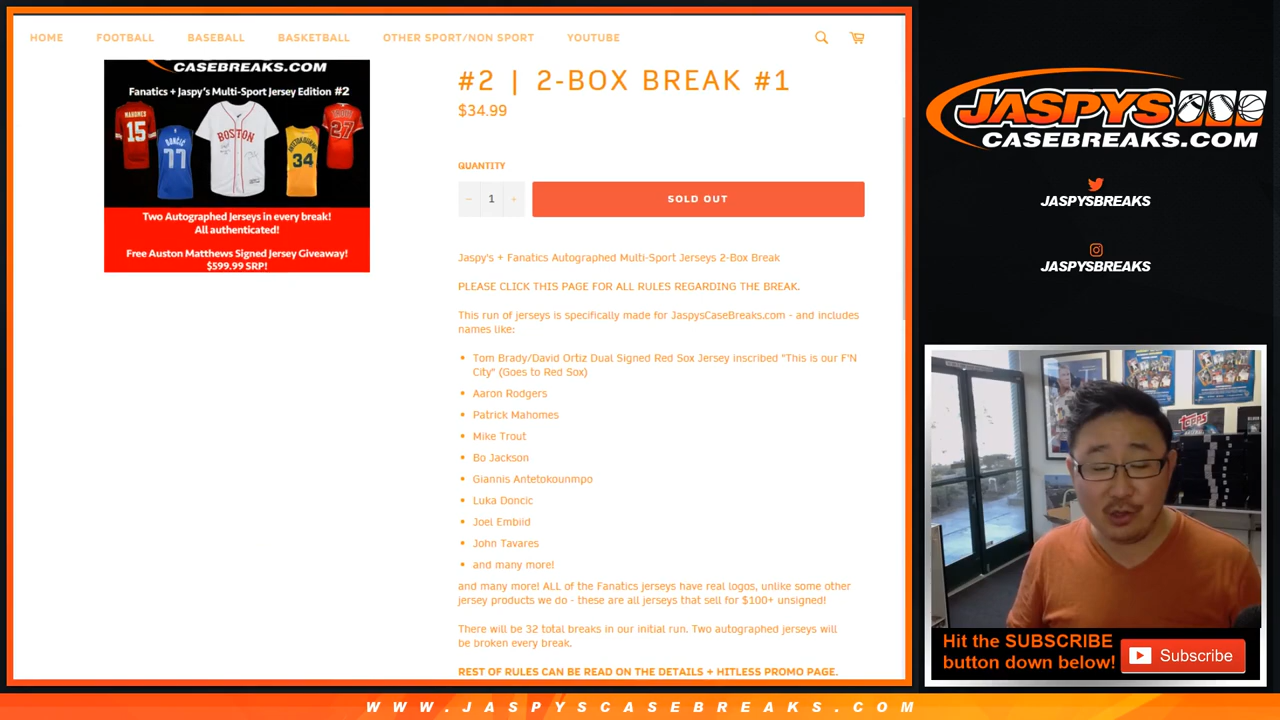 HOME FOOTBALL BASEBALL BASKETBALL OTHER SPORT/NON SPORT YOUTUBE
CASEBREAKS.COM
Fanatics + Jaspy's Multi-Sport Jersey Edition #2
MAHOMES
15
DONCIC
77
BOSTON
34
TROUT
27
Two Autographed Jerseys in every break!
All authenticated!
Free Auston Matthews Signed Jersey Giveaway!
$599.99 SRP!
#2 | 2-BOX BREAK #1
$34.99
QUANTITY
− 1 +
SOLD OUT
Jaspy's + Fanatics Autographed Multi-Sport Jerseys 2-Box Break
PLEASE CLICK THIS PAGE FOR ALL RULES REGARDING THE BREAK.
This run of jerseys is specifically made for JaspysCaseBreaks.com - and includes
names like:
• Tom Brady/David Ortiz Dual Signed Red Sox Jersey inscribed "This is our F'N
City" (Goes to Red Sox)
• Aaron Rodgers
• Patrick Mahomes
• Mike Trout
• Bo Jackson
• Giannis Antetokounmpo
• Luka Doncic
• Joel Embiid
• John Tavares
• and many more!
and many more! ALL of the Fanatics jerseys have real logos, unlike some other
jersey products we do - these are all jerseys that sell for $100+ unsigned!
There will be 32 total breaks in our initial run. Two autographed jerseys will
be broken every break.
REST OF RULES CAN BE READ ON THE DETAILS + HITLESS PROMO PAGE.
JASPYS
CASEBREAKS.COM
JASPYSBREAKS
JASPYSBREAKS
TOPPS
Hit the SUBSCRIBE
button down below!
Subscribe
WWW.JASPYSCASEBREAKS.COM